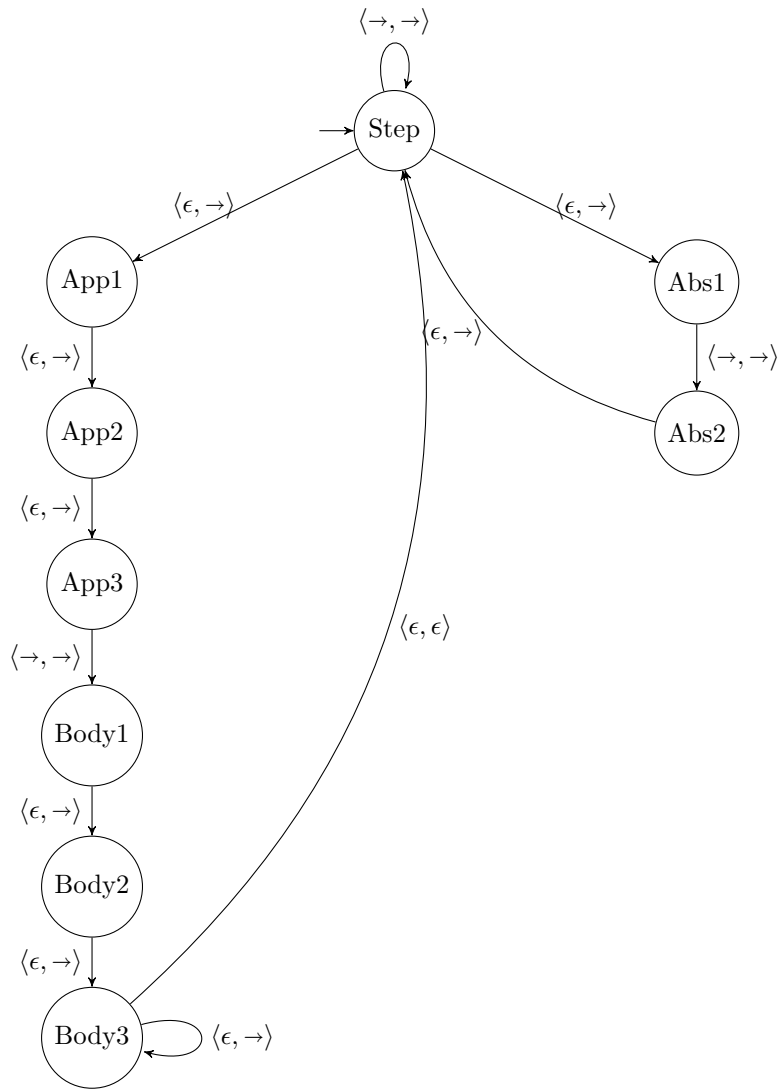 ⟨→, →⟩
Step
⟨ϵ, →⟩
⟨ϵ, →⟩
App1
Abs1
⟨ϵ, →⟩
⟨ϵ, →⟩
⟨→, →⟩
App2
Abs2
⟨ϵ, →⟩
App3
⟨→, →⟩
⟨ϵ, ϵ⟩
Body1
⟨ϵ, →⟩
Body2
⟨ϵ, →⟩
Body3
⟨ϵ, →⟩